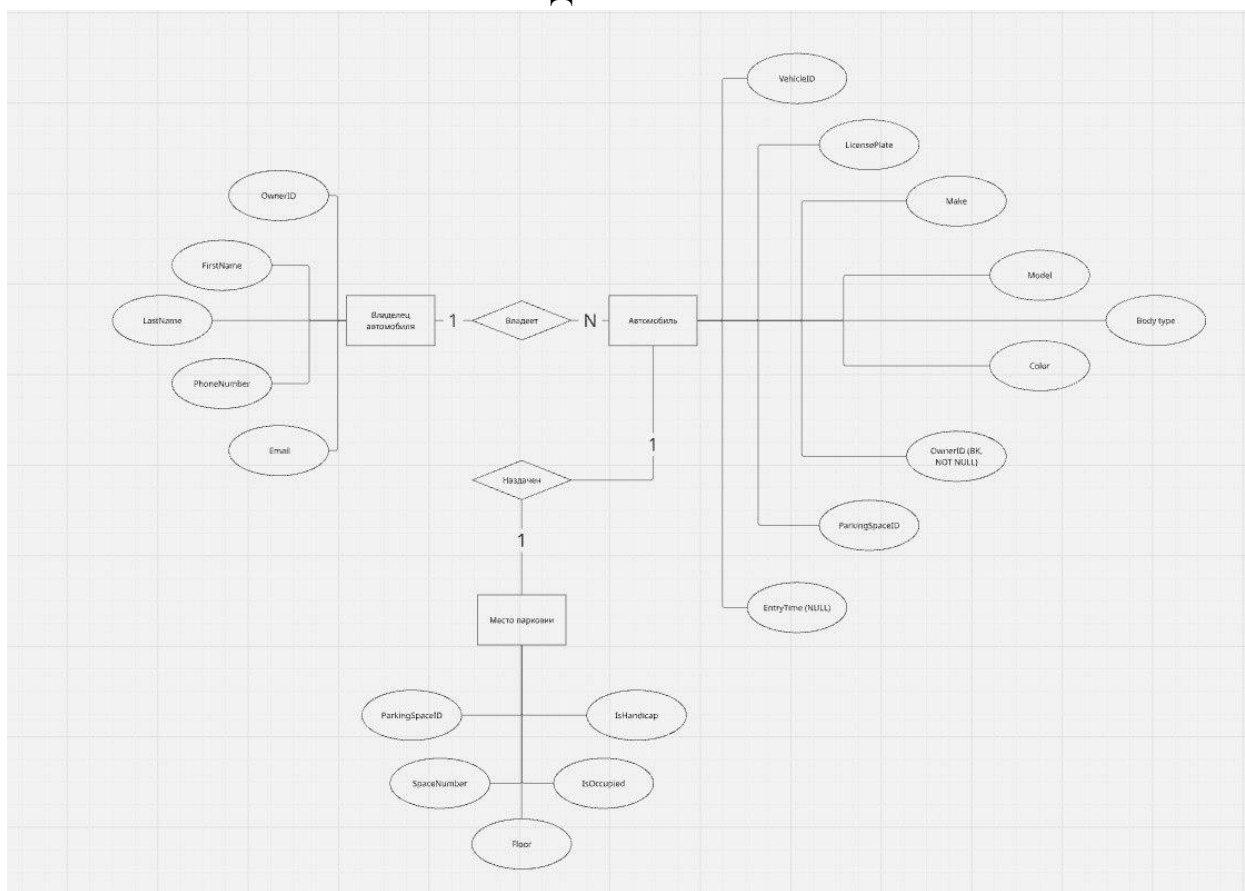 Д
VehicleID
LicensePlate
Make
OwnerID
FirstName
Model
LastName
Владелец
автомобиля
1
Владеет
N
Автомобиль
Body type
PhoneNumber
Color
Email
1
OwnerID (ВК,
NOT NULL)
Наздачен
ParkingSpaceID
1
EntryTime (NULL)
Место парковки
ParkingSpaceID
IsHandicap
SpaceNumber
IsOccupied
Floor